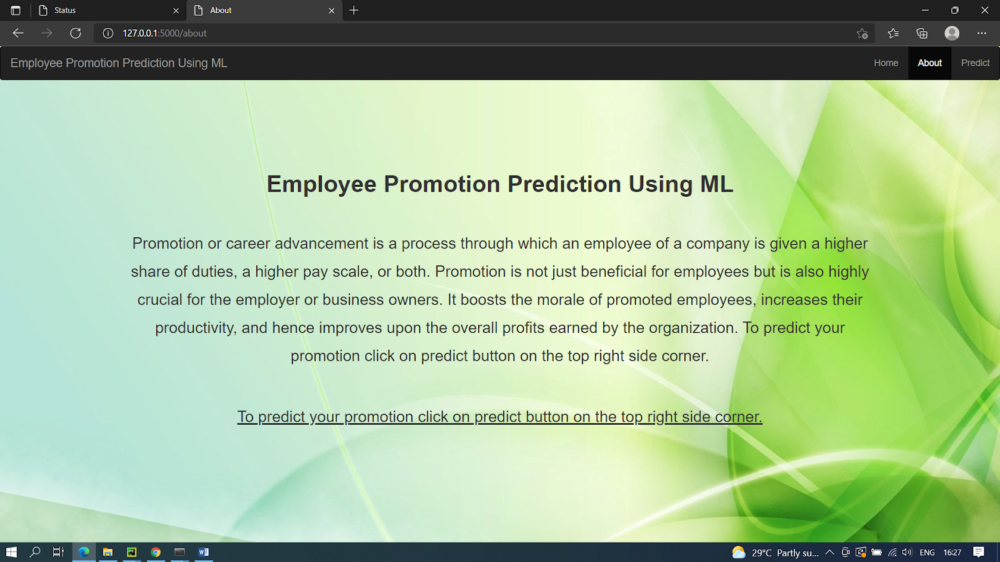 Status
About
127.0.0.1:5000/about
Employee Promotion Prediction Using ML
Home
About
Predict
Employee Promotion Prediction Using ML
Promotion or career advancement is a process through which an employee of a company is given a higher
share of duties, a higher pay scale, or both. Promotion is not just beneficial for employees but is also highly
crucial for the employer or business owners. It boosts the morale of promoted employees, increases their
productivity, and hence improves upon the overall profits earned by the organization. To predict your
promotion click on predict button on the top right side corner.
To predict your promotion click on predict button on the top right side corner.
29°C Partly su...
ENG
16:27